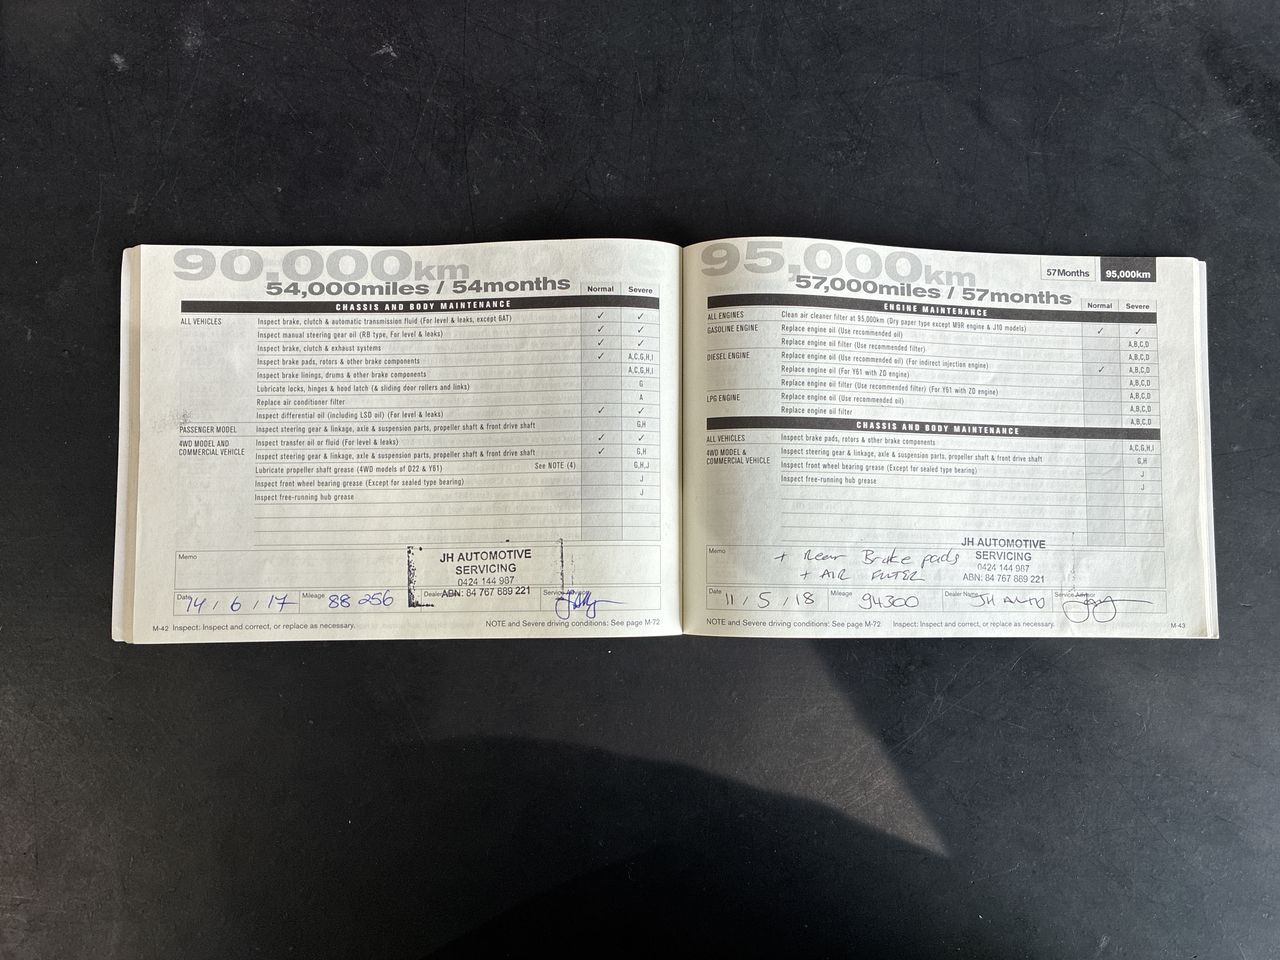 90,000km
54,000miles / 54months
Normal Severe
CHASSIS AND BODY MAINTENANCE
ALL VEHICLES Inspect brake, clutch & automatic transmission fluid (For level & leaks, except 6AT) ✓ ✓
Inspect manual steering gear oil (RB type, For level & leaks) ✓ ✓
Inspect brake, clutch & exhaust systems ✓ ✓
Inspect brake pads, rotors & other brake components ✓ A,C,G,H,I
Inspect brake linings, drums & other brake components A,C,G,H,I
Lubricate locks, hinges & hood latch (& sliding door rollers and links) G
Replace air conditioner filter A
Inspect differential oil (including LSD oil) (For level & leaks) ✓ ✓
PASSENGER MODEL Inspect steering gear & linkage, axle & suspension parts, propeller shaft & front drive shaft G,H
4WD MODEL AND COMMERCIAL VEHICLE Inspect transfer oil or fluid (For level & leaks) ✓ ✓
Inspect steering gear & linkage, axle & suspension parts, propeller shaft & front drive shaft ✓ G,H
Lubricate propeller shaft grease (4WD models of D22 & Y61) See NOTE (4) G,H,J
Inspect front wheel bearing grease (Except for sealed type bearing) J
Inspect free-running hub grease J
Memo
JH AUTOMOTIVE
SERVICING
0424 144 987
ABN: 84 767 889 221
Date 14 / 6 / 17 Mileage 88 256 Dealer Service Advisor
M-42 Inspect: Inspect and correct, or replace as necessary. NOTE and Severe driving conditions: See page M-72
95,000km
57,000miles / 57months
57Months 95,000km
Normal Severe
ENGINE MAINTENANCE
ALL ENGINES Clean air cleaner filter at 95,000km (Dry paper type except M9R engine & J10 models)
GASOLINE ENGINE Replace engine oil (Use recommended oil) ✓ ✓
Replace engine oil filter (Use recommended filter) A,B,C,D
DIESEL ENGINE Replace engine oil (Use recommended oil) (For indirect injection engine) A,B,C,D
Replace engine oil (For Y61 with ZD engine) ✓ A,B,C,D
Replace engine oil filter (Use recommended filter) (For Y61 with ZD engine) A,B,C,D
LPG ENGINE Replace engine oil (Use recommended oil) A,B,C,D
Replace engine oil filter A,B,C,D
A,B,C,D
CHASSIS AND BODY MAINTENANCE
ALL VEHICLES Inspect brake pads, rotors & other brake components A,C,G,H,I
4WD MODEL & COMMERCIAL VEHICLE Inspect steering gear & linkage, axle & suspension parts, propeller shaft & front drive shaft G,H
Inspect front wheel bearing grease (Except for sealed type bearing) J
Inspect free-running hub grease J
Memo
+ Rear Brake pads
+ AIR FILTER
JH AUTOMOTIVE
SERVICING
0424 144 987
ABN: 84 767 889 221
Date 11 / 5 / 18 Mileage 94300 Dealer Name JH AUTO Service Advisor
NOTE and Severe driving conditions: See page M-72 Inspect: Inspect and correct, or replace as necessary. M-43